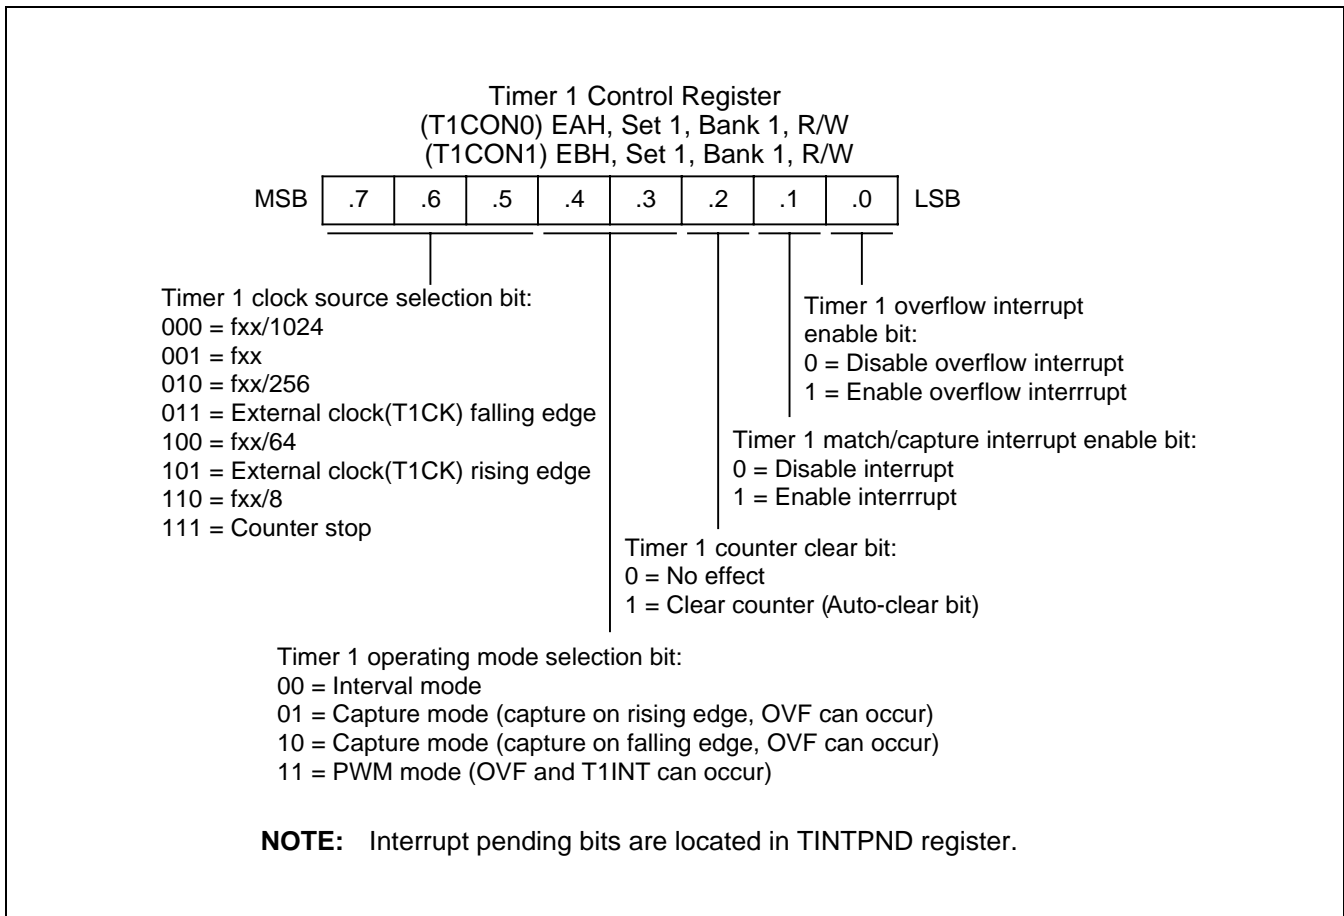 Timer 1 Control Register
(T1CON0) EAH, Set 1, Bank 1, R/W
(T1CON1) EBH, Set 1, Bank 1, R/W
MSB .7 .6 .5 .4 .3 .2 .1 .0 LSB
Timer 1 clock source selection bit:
000 = fxx/1024
001 = fxx
010 = fxx/256
011 = External clock(T1CK) falling edge
100 = fxx/64
101 = External clock(T1CK) rising edge
110 = fxx/8
111 = Counter stop
Timer 1 overflow interrupt
enable bit:
0 = Disable overflow interrupt
1 = Enable overflow interrrupt
Timer 1 match/capture interrupt enable bit:
0 = Disable interrupt
1 = Enable interrrupt
Timer 1 counter clear bit:
0 = No effect
1 = Clear counter (Auto-clear bit)
Timer 1 operating mode selection bit:
00 = Interval mode
01 = Capture mode (capture on rising edge, OVF can occur)
10 = Capture mode (capture on falling edge, OVF can occur)
11 = PWM mode (OVF and T1INT can occur)
NOTE: Interrupt pending bits are located in TINTPND register.